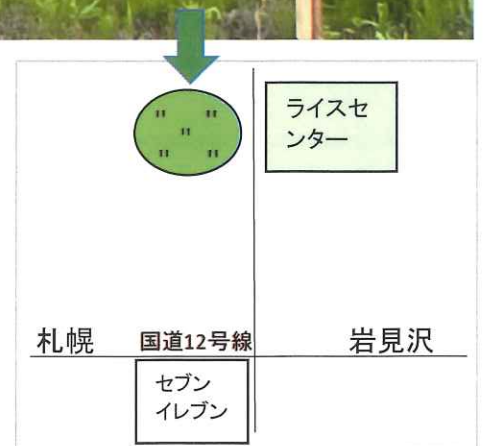 ライスセ
ンター
札幌
国道12号線
岩見沢
セブン
イレブン